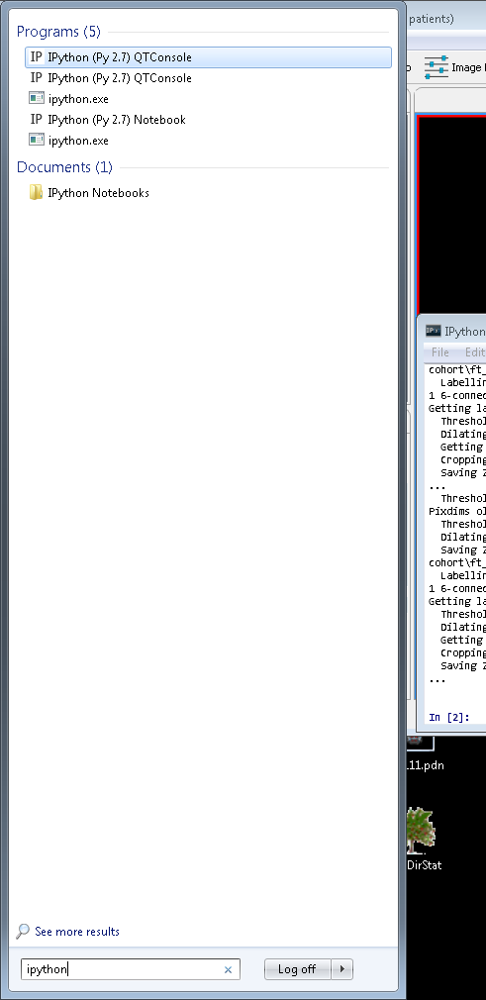 Programs (5)
IP IPython (Py 2.7) QTConsole
IP IPython (Py 2.7) QTConsole
ipython.exe
IP IPython (Py 2.7) Notebook
ipython.exe
Documents (1)
IPython Notebooks
See more results
ipython
Log off
patients)
Image
IPython
File Edit
cohort\ft_
Labellin
1 6-connec
Getting la
Threshol
Dilating
Getting
Cropping
Saving Z
...
Threshol
Pixdims ol
Threshol
Dilating
Saving Z
cohort\ft_
Labellin
1 6-connec
Getting la
Threshol
Dilating
Getting
Cropping
Saving Z
...
In [2]:
11.pdn
DirStat